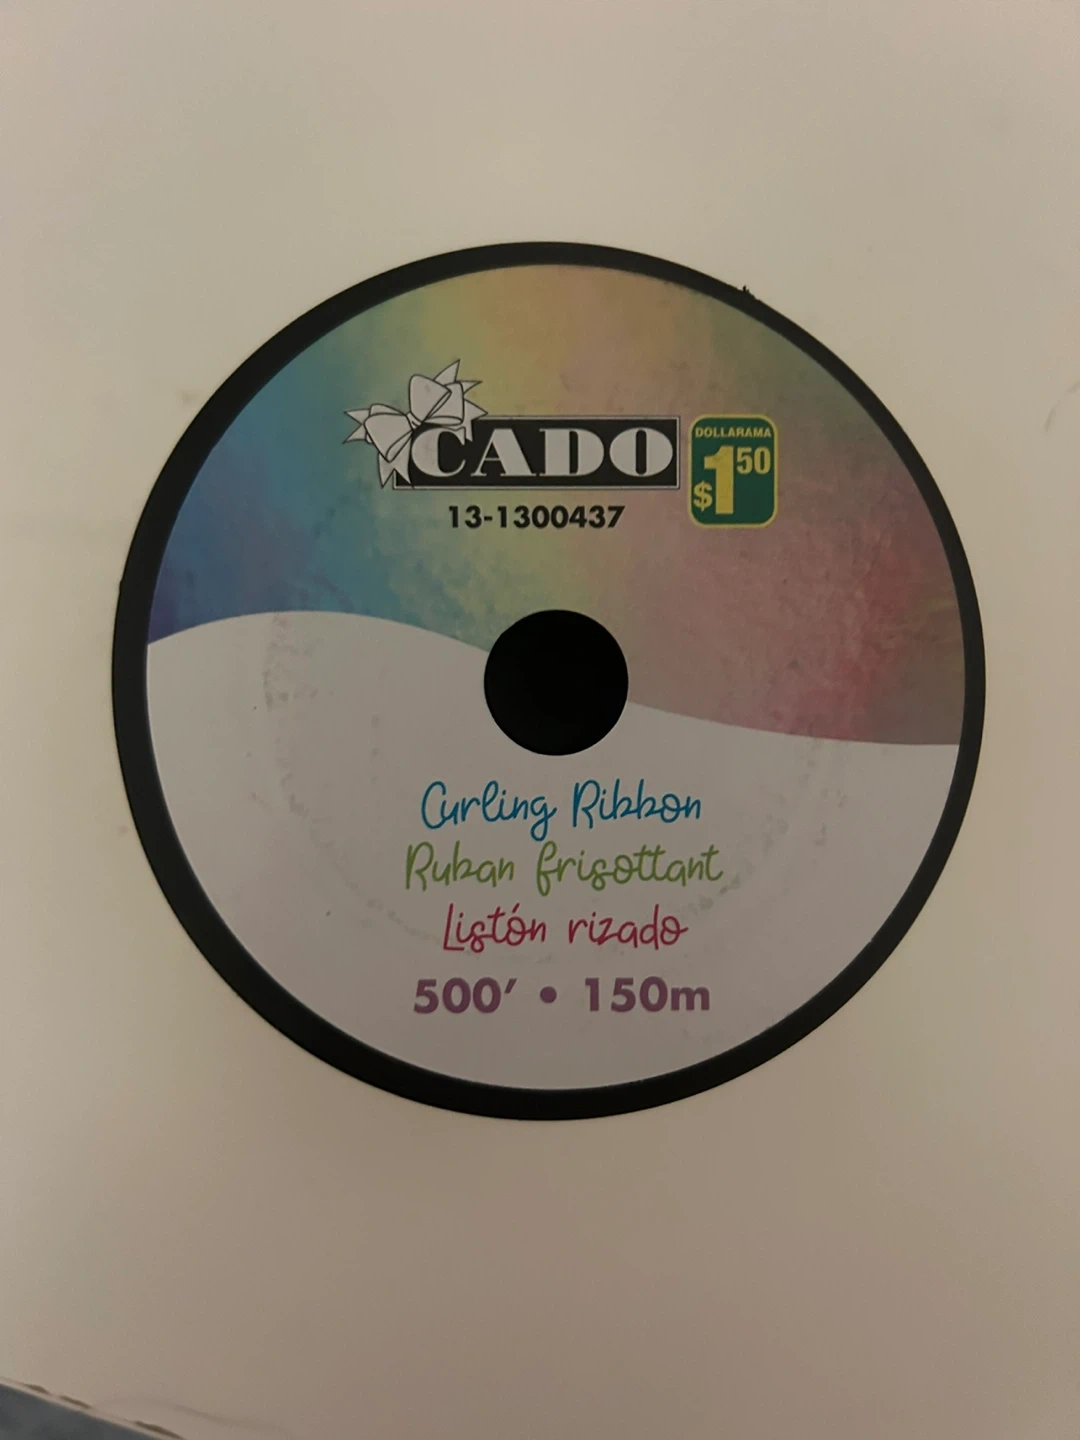 CADO
DOLLARAMA
$1.50
13-1300437
Curling Ribbon
Ruban frisottant
Listón rizado
500' • 150m